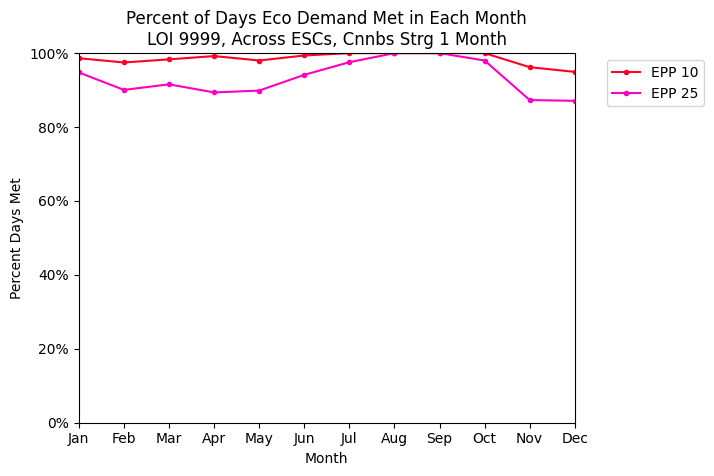 Percent of Days Eco Demand Met in Each Month
LOI 9999, Across ESCs, Cnnbs Strg 1 Month
100%
80%
60%
40%
20%
0%
Percent Days Met
Jan Feb Mar Apr May Jun Jul Aug Sep Oct Nov Dec
Month
EPP 10
EPP 25